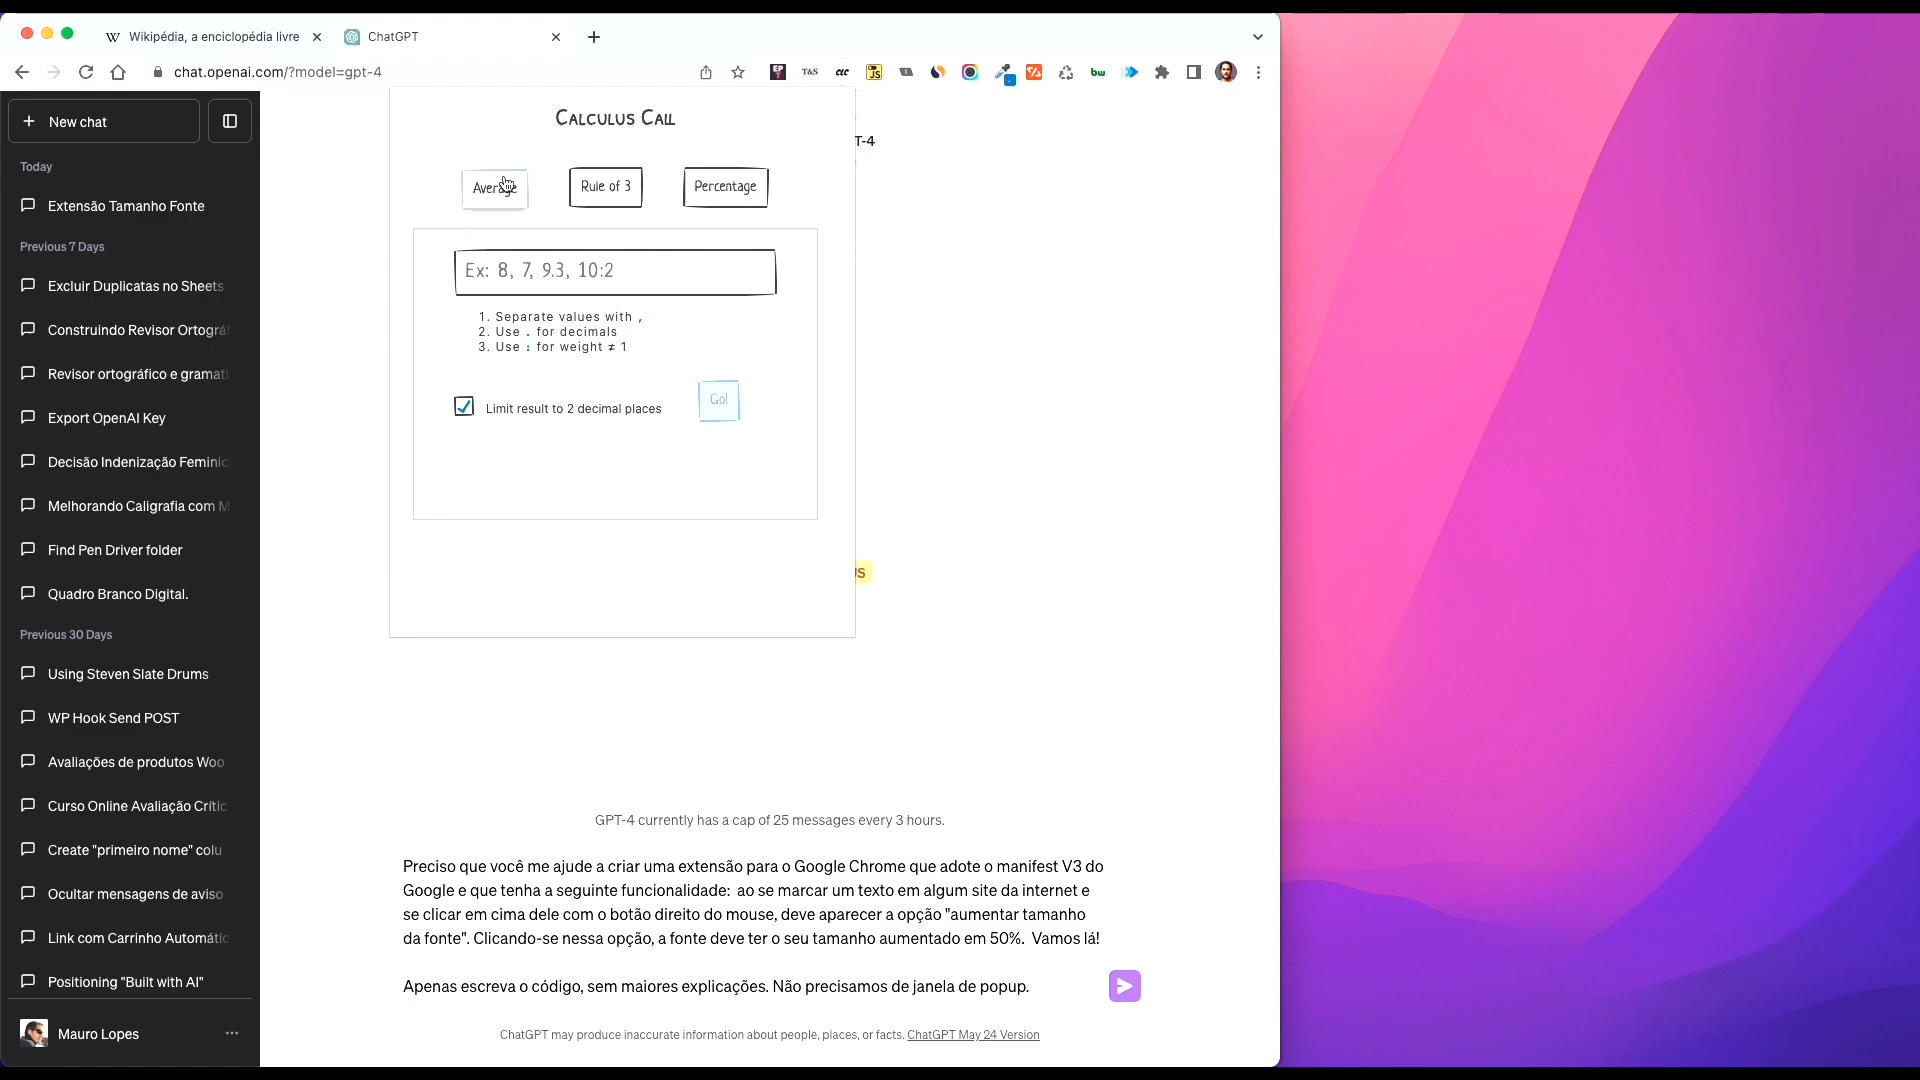 Wikipédia, a enciclopédia livre
ChatGPT
chat.openai.com/?model=gpt-4
New chat
Today
Extensão Tamanho Fonte
Previous 7 Days
Excluir Duplicatas no Sheets
Construindo Revisor Ortográf
Revisor ortográfico e gramati
Export OpenAI Key
Decisão Indenização Feminic
Melhorando Caligrafia com M
Find Pen Driver folder
Quadro Branco Digital.
Previous 30 Days
Using Steven Slate Drums
WP Hook Send POST
Avaliações de produtos Woo
Curso Online Avaliação Crític
Create "primeiro nome" colu
Ocultar mensagens de aviso
Link com Carrinho Automátic
Positioning "Built with AI"
Mauro Lopes
Calculus Call
T-4
Average
Rule of 3
Percentage
Ex: 8, 7, 9.3, 10:2
1. Separate values with ,
2. Use . for decimals
3. Use : for weight ≠ 1
Limit result to 2 decimal places
Go!
GPT-4 currently has a cap of 25 messages every 3 hours.
Preciso que você me ajude a criar uma extensão para o Google Chrome que adote o manifest V3 do
Google e que tenha a seguinte funcionalidade: ao se marcar um texto em algum site da internet e
se clicar em cima dele com o botão direito do mouse, deve aparecer a opção "aumentar tamanho
da fonte". Clicando-se nessa opção, a fonte deve ter o seu tamanho aumentado em 50%. Vamos lá!
Apenas escreva o código, sem maiores explicações. Não precisamos de janela de popup.
ChatGPT may produce inaccurate information about people, places, or facts. ChatGPT May 24 Version